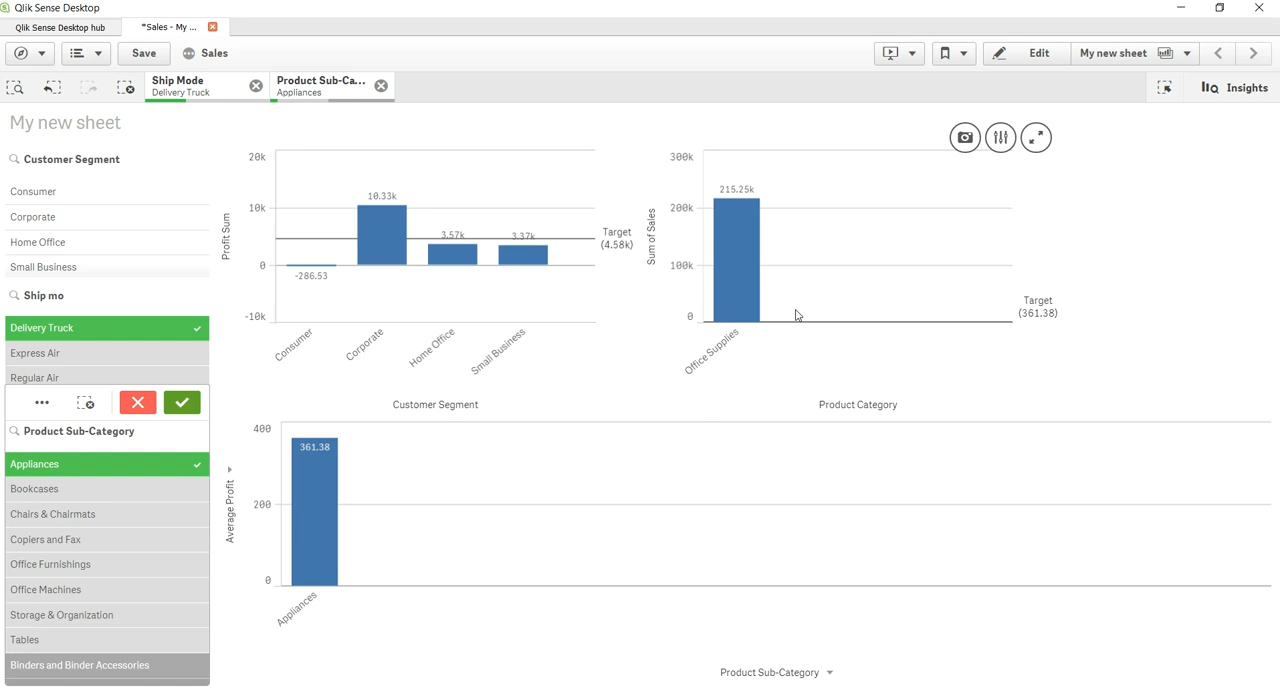 Qlik Sense Desktop
Qlik Sense Desktop hub
*Sales - My ...
Save
Sales
Edit
My new sheet
Ship Mode
Delivery Truck
Product Sub-Ca...
Appliances
Insights
My new sheet
Customer Segment
Consumer
Corporate
Home Office
Small Business
Ship mo
Delivery Truck
Express Air
Regular Air
Product Sub-Category
Appliances
Bookcases
Chairs & Chairmats
Copiers and Fax
Office Furnishings
Office Machines
Storage & Organization
Tables
Binders and Binder Accessories
Profit Sum
20k
10k
0
-10k
-286.53
10.33k
3.57k
3.37k
Target
(4.58k)
Consumer
Corporate
Home Office
Small Business
Customer Segment
Sum of Sales
300k
200k
100k
0
215.25k
Target
(361.38)
Office Supplies
Product Category
Average Profit
400
200
0
361.38
Appliances
Product Sub-Category